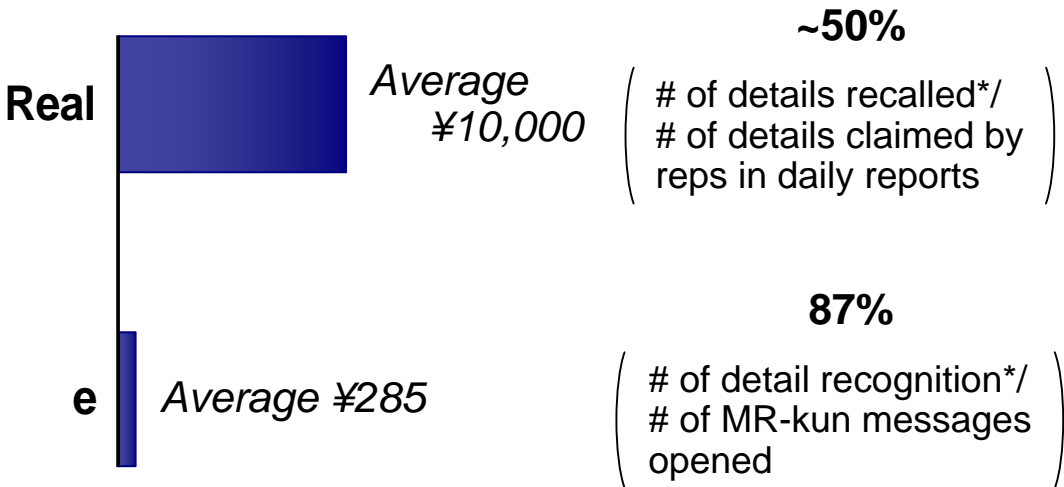 ~50%
Real
Average
¥10,000
# of details recalled*/
# of details claimed by
reps in daily reports
87%
e
Average ¥285
# of detail recognition*/
# of MR-kun messages
opened